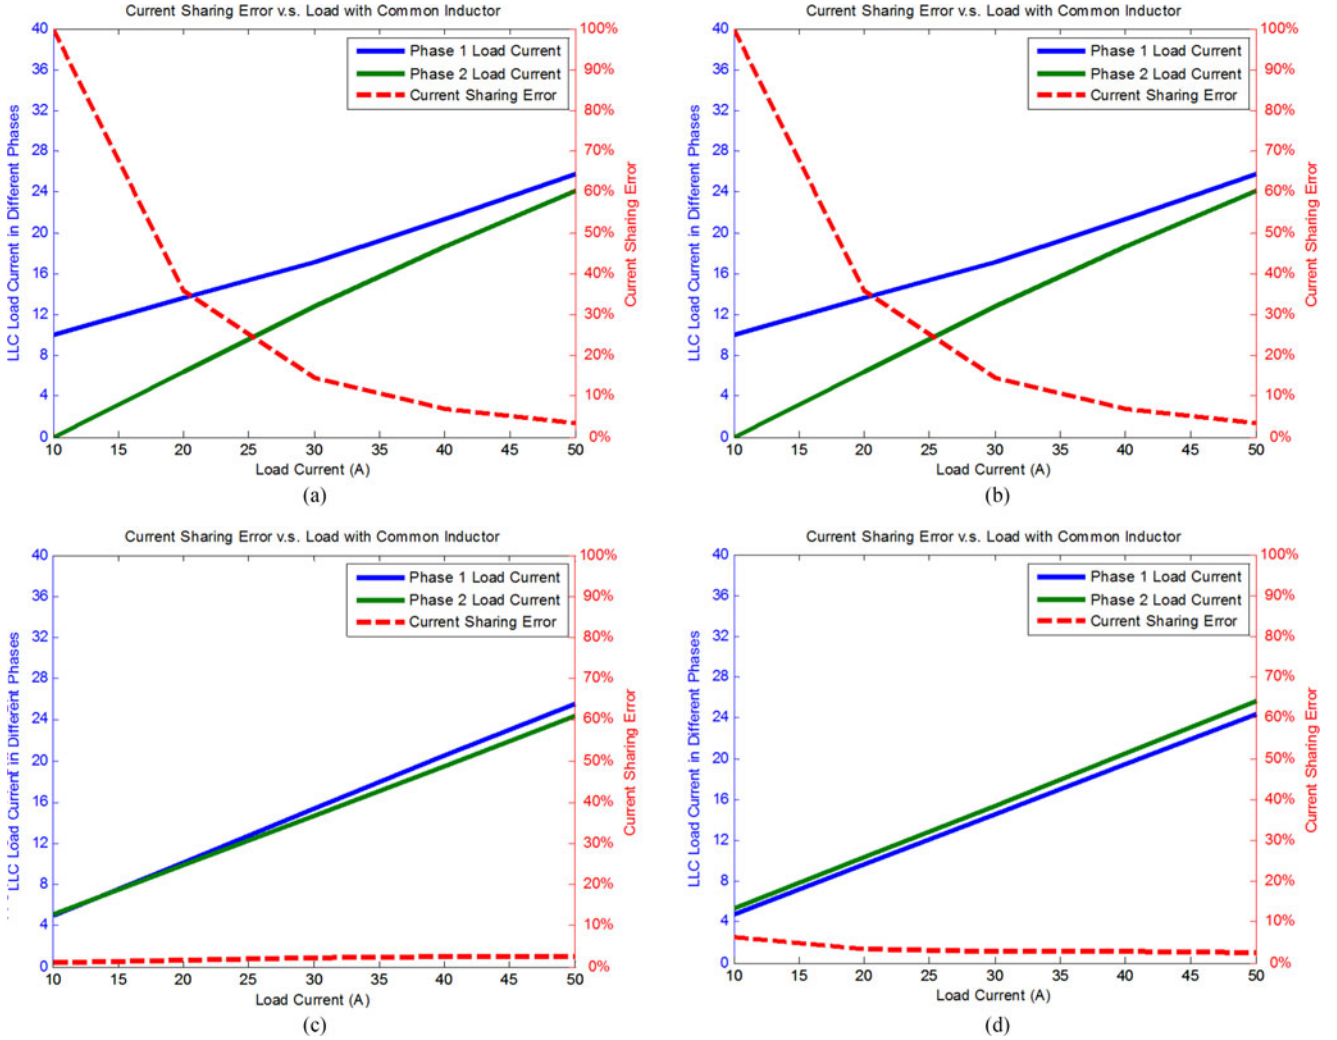 Current Sharing Error v.s. Load with Common Inductor
40
36
32
28
24
20
16
12
8
4
0
LLC Load Current in Different Phases
Phase 1 Load Current
Phase 2 Load Current
Current Sharing Error
100%
90%
80%
70%
60%
50%
40%
30%
20%
10%
0%
Current Sharing Error
10 15 20 25 30 35 40 45 50
Load Current (A)
(a)
Current Sharing Error v.s. Load with Common Inductor
40
36
32
28
24
20
16
12
8
4
0
LLC Load Current in Different Phases
Phase 1 Load Current
Phase 2 Load Current
Current Sharing Error
100%
90%
80%
70%
60%
50%
40%
30%
20%
10%
0%
Current Sharing Error
10 15 20 25 30 35 40 45 50
Load Current (A)
(b)
Current Sharing Error v.s. Load with Common Inductor
40
36
32
28
24
20
16
12
8
4
0
LLC Load Current in Different Phases
Phase 1 Load Current
Phase 2 Load Current
Current Sharing Error
100%
90%
80%
70%
60%
50%
40%
30%
20%
10%
0%
Current Sharing Error
10 15 20 25 30 35 40 45 50
Load Current (A)
(c)
Current Sharing Error v.s. Load with Common Inductor
40
36
32
28
24
20
16
12
8
4
0
LLC Load Current in Different Phases
Phase 1 Load Current
Phase 2 Load Current
Current Sharing Error
100%
90%
80%
70%
60%
50%
40%
30%
20%
10%
0%
Current Sharing Error
10 15 20 25 30 35 40 45 50
Load Current (A)
(d)